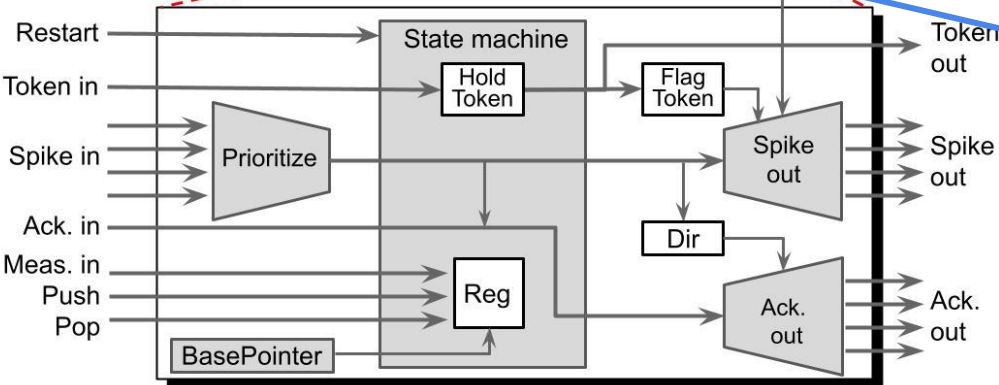 Restart
State machine
Token
out
Token in
Hold
Token
Flag
Token
Spike in
Prioritize
Spike
out
Spike
out
Ack. in
Dir
Meas. in
Push
Pop
Reg
Ack.
out
Ack.
out
BasePointer